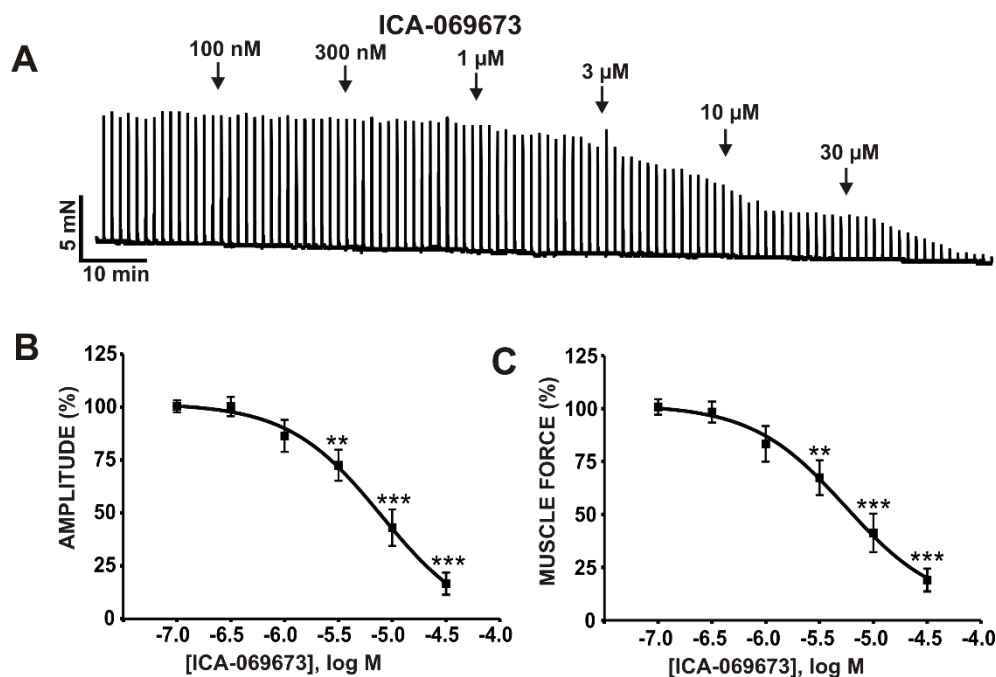 ICA-069673
A
100 nM
300 nM
1 µM
3 µM
10 µM
30 µM
5 mN
10 min
B
AMPLITUDE (%)
125
100
75
50
25
0
**
***
***
-7.0 -6.5 -6.0 -5.5 -5.0 -4.5 -4.0
[ICA-069673], log M
C
MUSCLE FORCE (%)
125
100
75
50
25
0
**
***
***
-7.0 -6.5 -6.0 -5.5 -5.0 -4.5 -4.0
[ICA-069673], log M